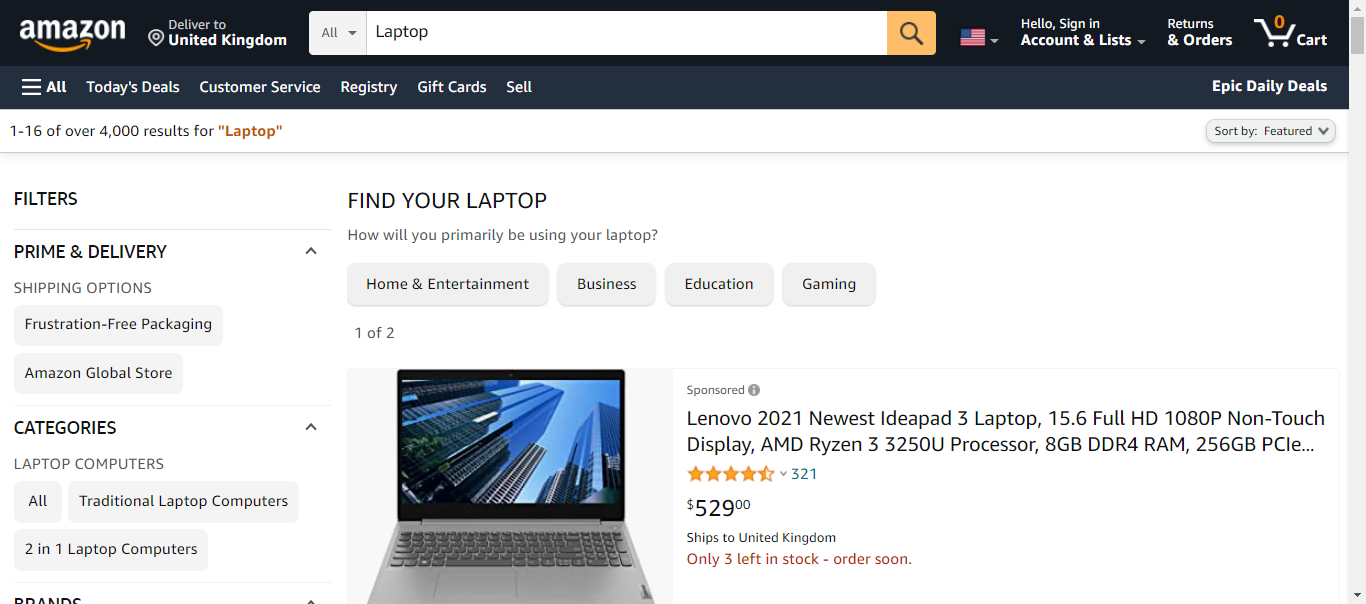 amazon
Deliver to
United Kingdom
All
Laptop
Hello, Sign in
Account & Lists
Returns
& Orders
0
Cart
All
Today's Deals
Customer Service
Registry
Gift Cards
Sell
Epic Daily Deals
1-16 of over 4,000 results for "Laptop"
Sort by: Featured
FILTERS
PRIME & DELIVERY
SHIPPING OPTIONS
Frustration-Free Packaging
Amazon Global Store
CATEGORIES
LAPTOP COMPUTERS
All
Traditional Laptop Computers
2 in 1 Laptop Computers
BRANDS
FIND YOUR LAPTOP
How will you primarily be using your laptop?
Home & Entertainment
Business
Education
Gaming
1 of 2
Sponsored
Lenovo 2021 Newest Ideapad 3 Laptop, 15.6 Full HD 1080P Non-Touch
Display, AMD Ryzen 3 3250U Processor, 8GB DDR4 RAM, 256GB PCIe...
321
$52900
Ships to United Kingdom
Only 3 left in stock - order soon.